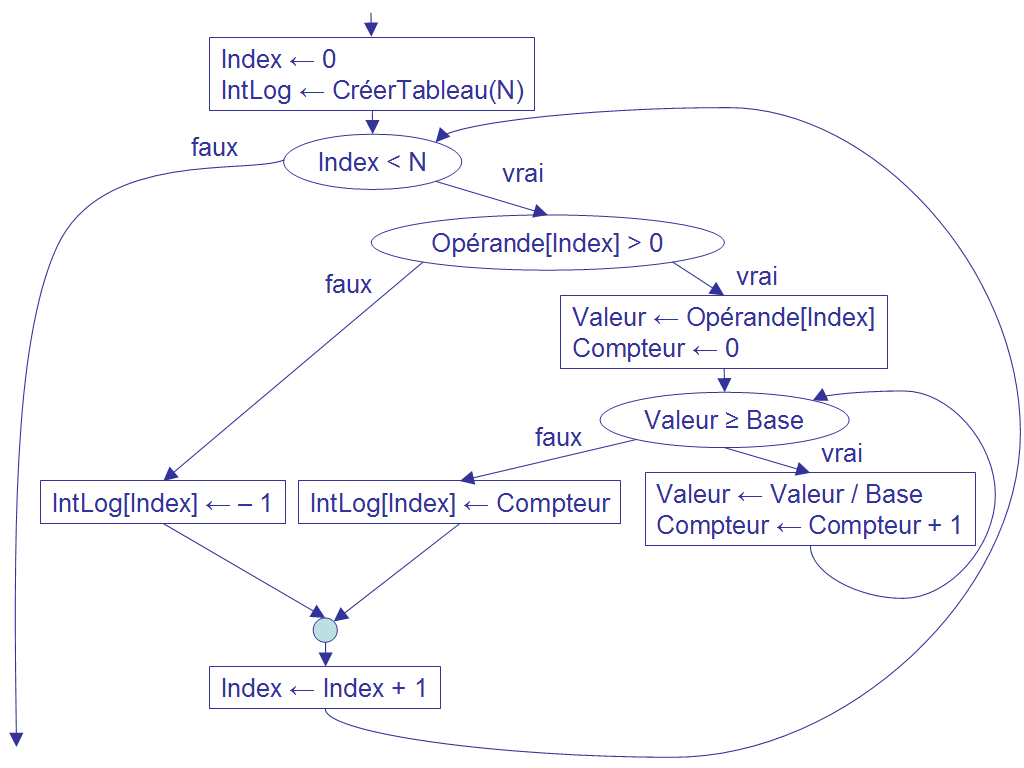 Index ← 0
IntLog ← CréerTableau(N)
faux
Index < N
vrai
Opérande[Index] > 0
faux
vrai
Valeur ← Opérande[Index]
Compteur ← 0
Valeur ≥ Base
faux
vrai
IntLog[Index] ← – 1
IntLog[Index] ← Compteur
Valeur ← Valeur / Base
Compteur ← Compteur + 1
Index ← Index + 1